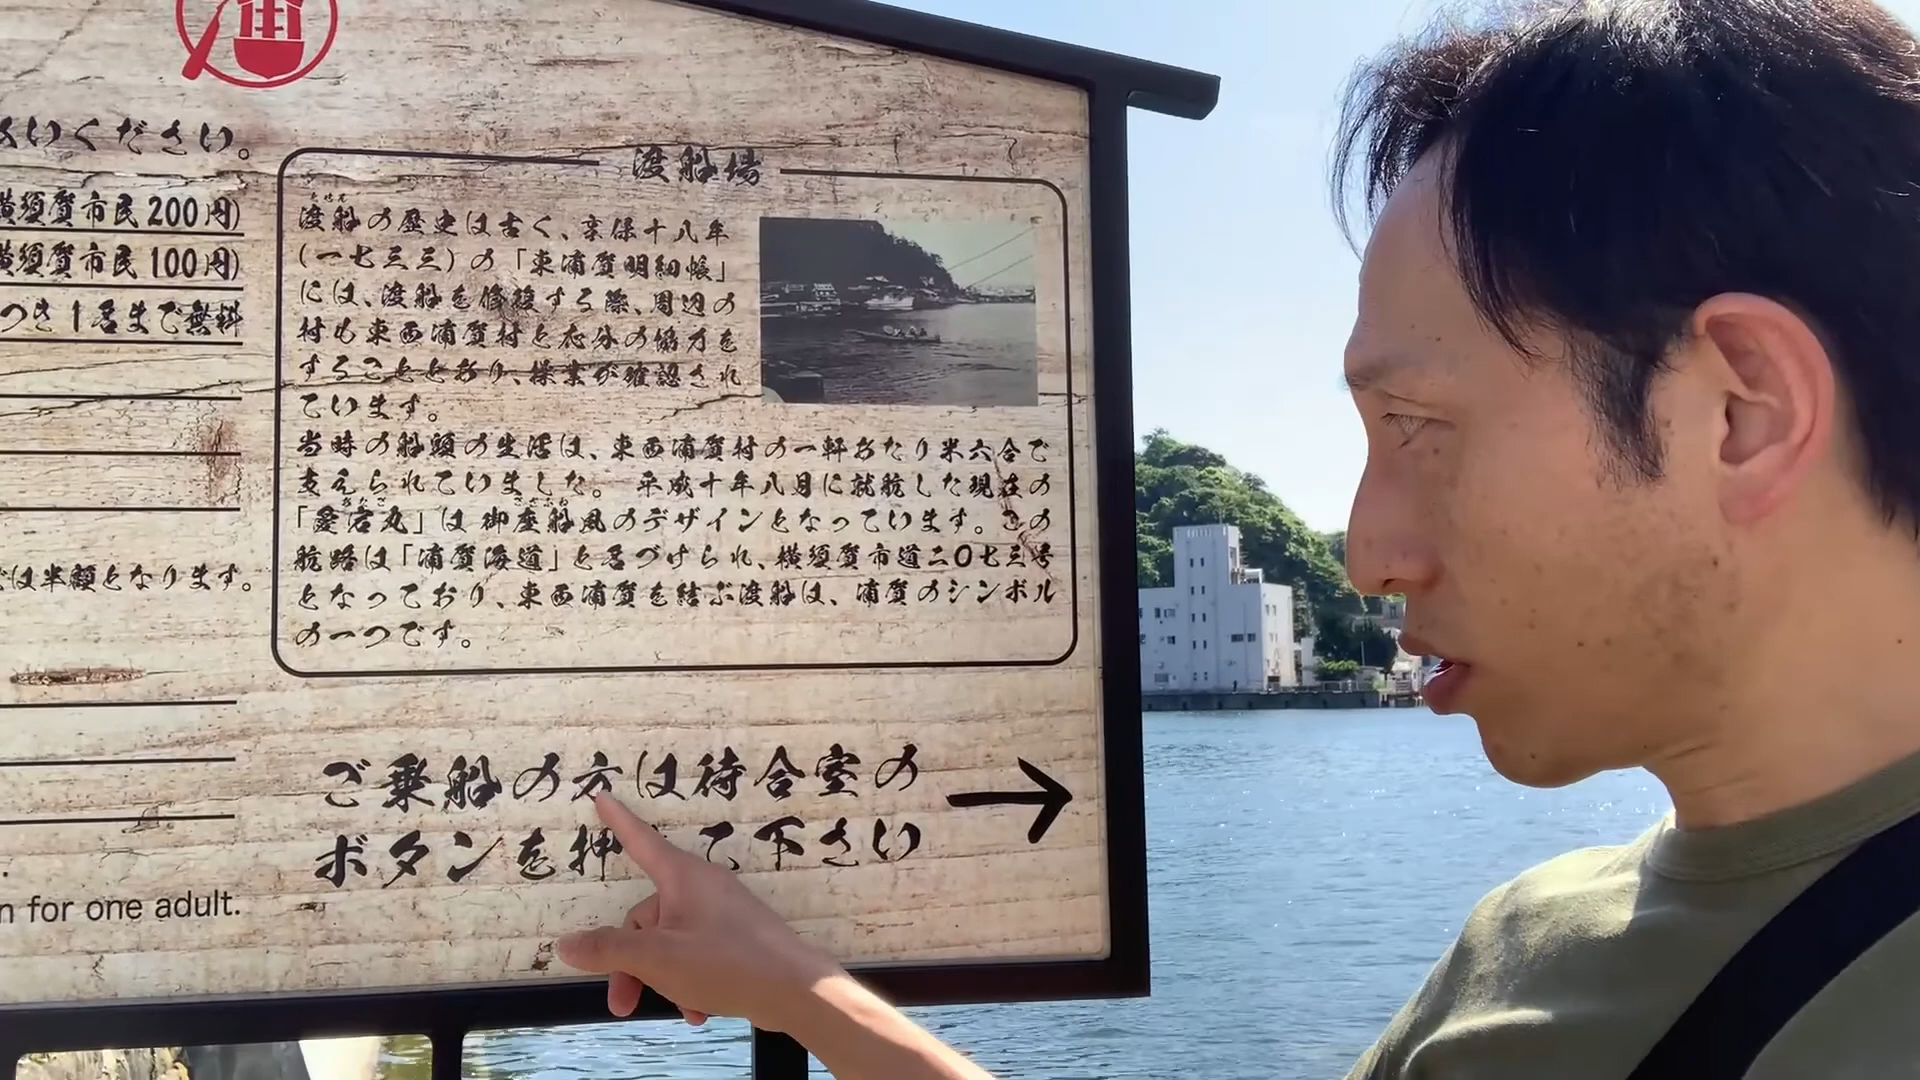 浦
いください。
横須賀市民200円)
横須賀市民100円)
つき1名まで無料
は半額となります。
n for one adult.
渡船場
渡船の歴史は古く、享保十八年
(一七三三)の「東浦賀明細帳」
には、渡船を修復する際、周辺の
村も東西浦賀村と応分の協力を
することとおり、操業が確認され
ています。
当時の船頭の生活は、東西浦賀村の一軒あたり米六合で
支えられていました。 平成十年八月に就航した現在の
「愛宕丸」は御座船風のデザインとなっています。この
航路は「浦賀海道」と名づけられ、横須賀市道二〇七三号
となっており、東西浦賀を結ぶ渡船は、浦賀のシンボル
の一つです。
ご乗船の方は待合室の
ボタンを押して下さい